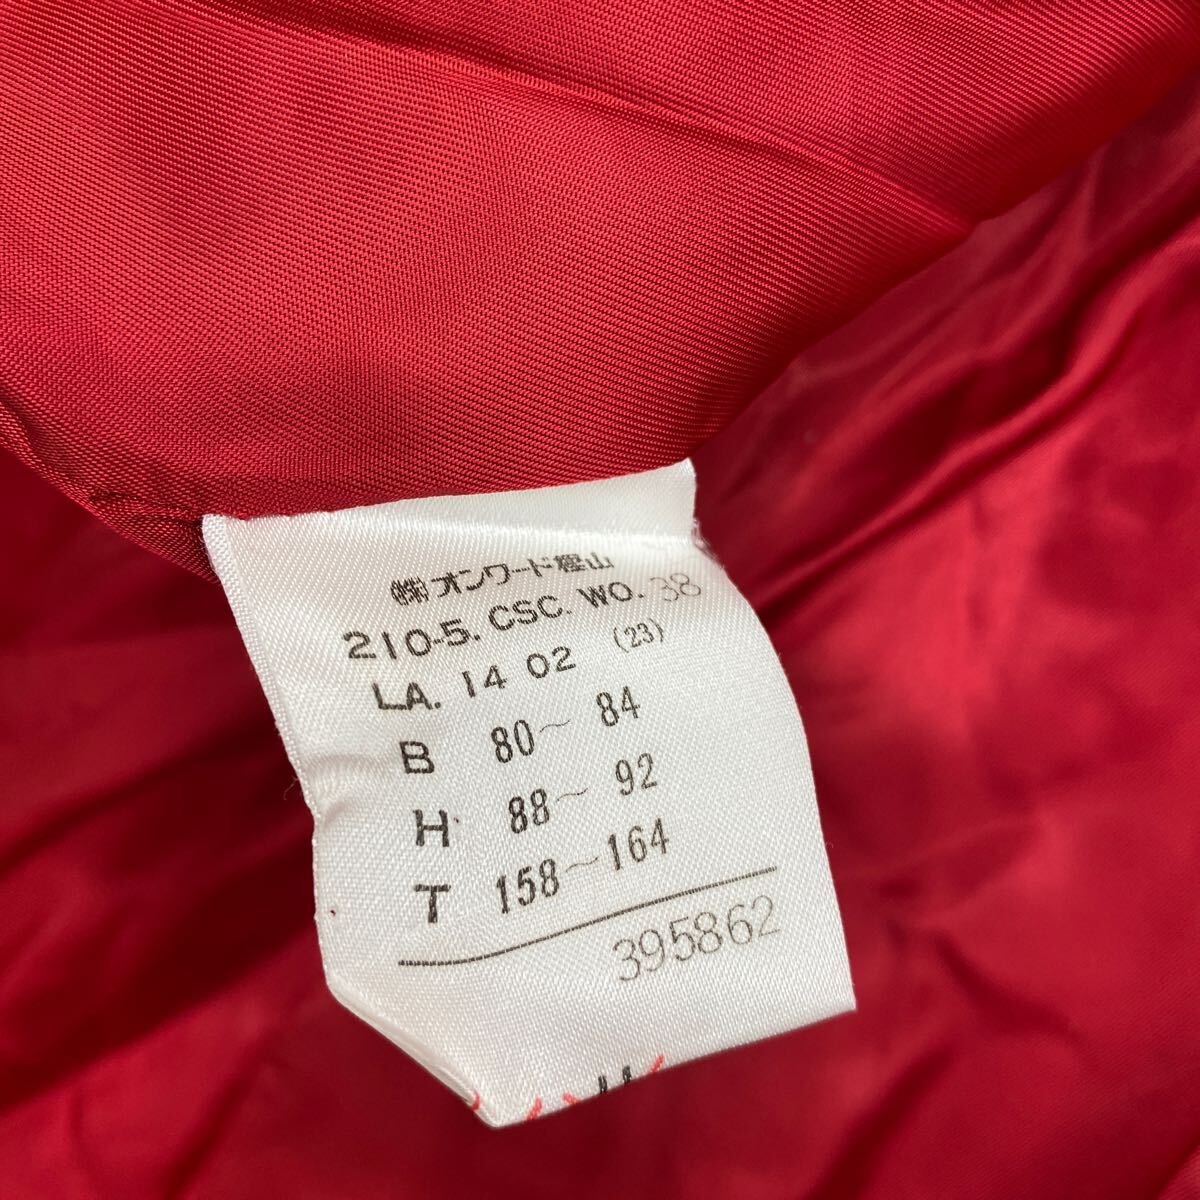 ㈱オンワード樫山
210-5. CSC. WO. 38
LA. 14 02 (23)
B 80~ 84
H 88~ 92
T 158~164
395862